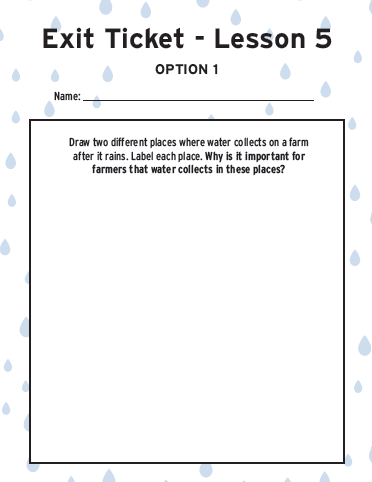 Exit Ticket - Lesson 5
OPTION 1
Name:
Draw two different places where water collects on a farm
after it rains. Label each place. Why is it important for
farmers that water collects in these places?